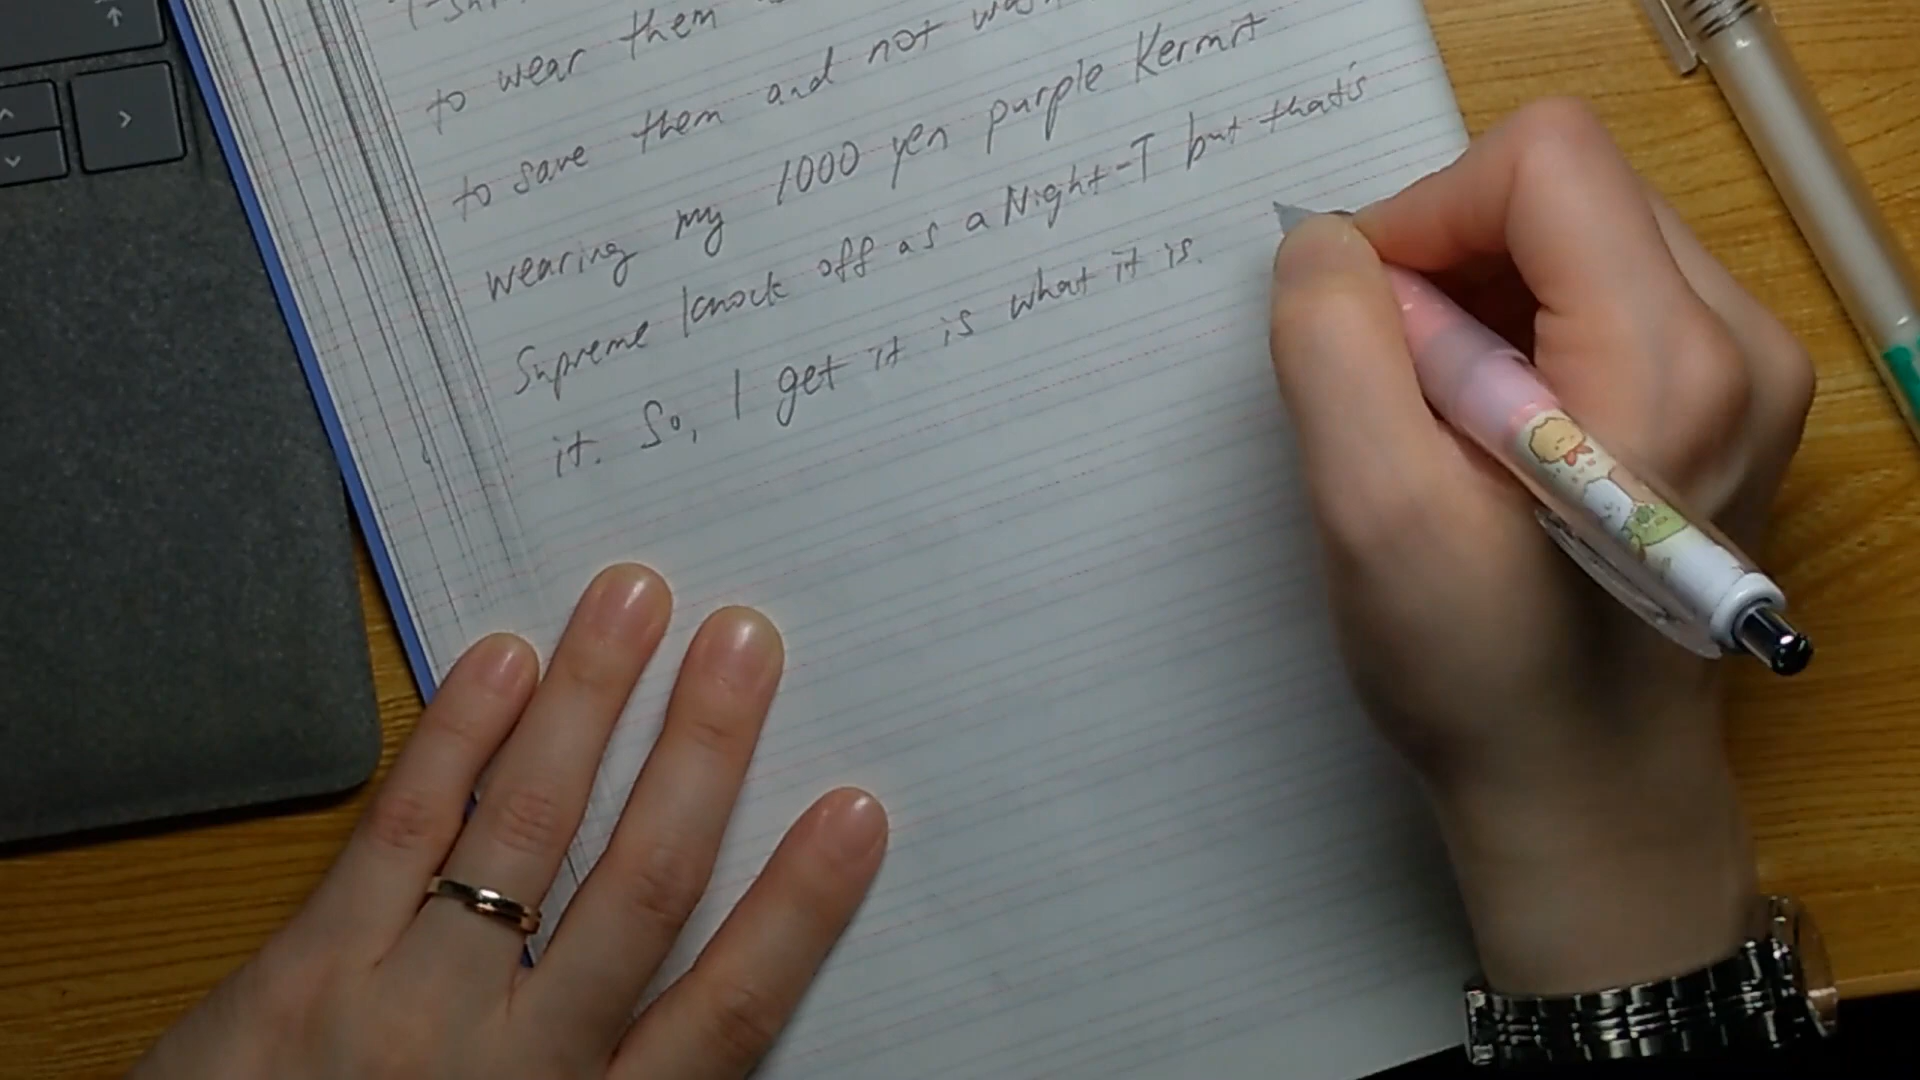 T-Shi
to wear them
to save them and not
wearing my 1000 yen purple Kermit
Supreme knock off as a Night-T but that's
it. So, I get it is what it is.